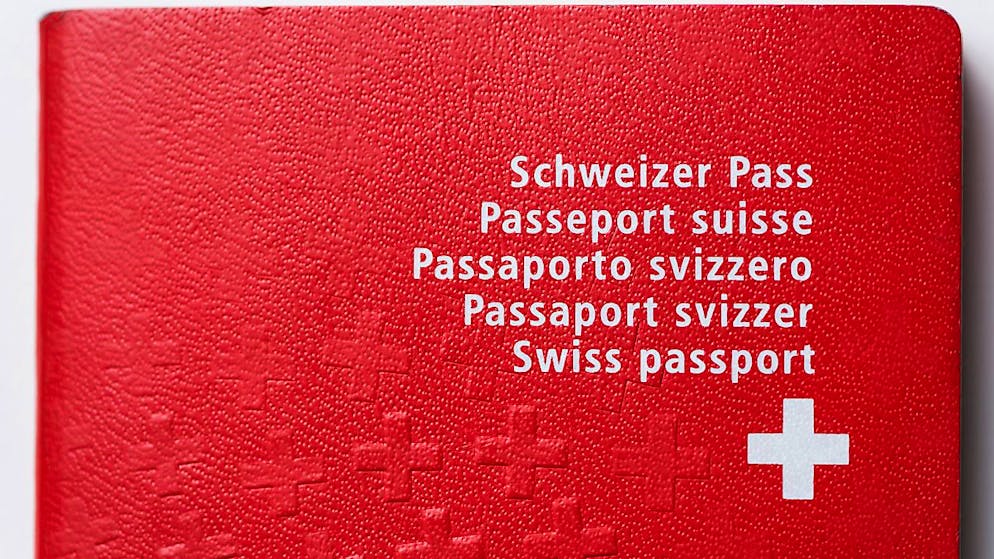 Schweizer Pass
Passeport suisse
Passaporto svizzero
Passaport svizzer
Swiss passport